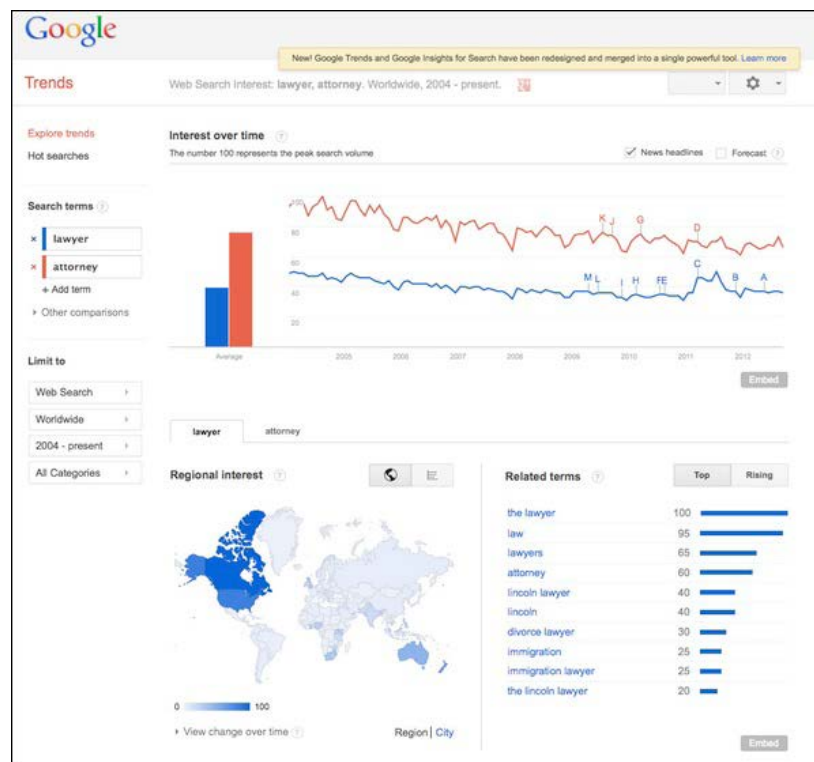 Google
New! Google Trends and Google Insights for Search have been redesigned and merged into a single powerful tool. Learn more
Trends
Web Search Interest: lawyer, attorney. Worldwide, 2004 - present.
Explore trends
Hot searches
Search terms ?
× lawyer
× attorney
+ Add term
Other comparisons
Limit to
Web Search
Worldwide
2004 - present
All Categories
Interest over time ?
The number 100 represents the peak search volume
News headlines
Forecast ?
100
80
60
40
20
K J G D
M L I H F E C B A
Average 2005 2006 2007 2008 2009 2010 2011 2012
Embed
lawyer attorney
Regional interest ?
0 100
View change over time ?
Region | City
Related terms ?
Top Rising
the lawyer 100
law 95
lawyers 65
attorney 60
lincoln lawyer 40
lincoln 40
divorce lawyer 30
immigration 25
immigration lawyer 25
the lincoln lawyer 20
Embed